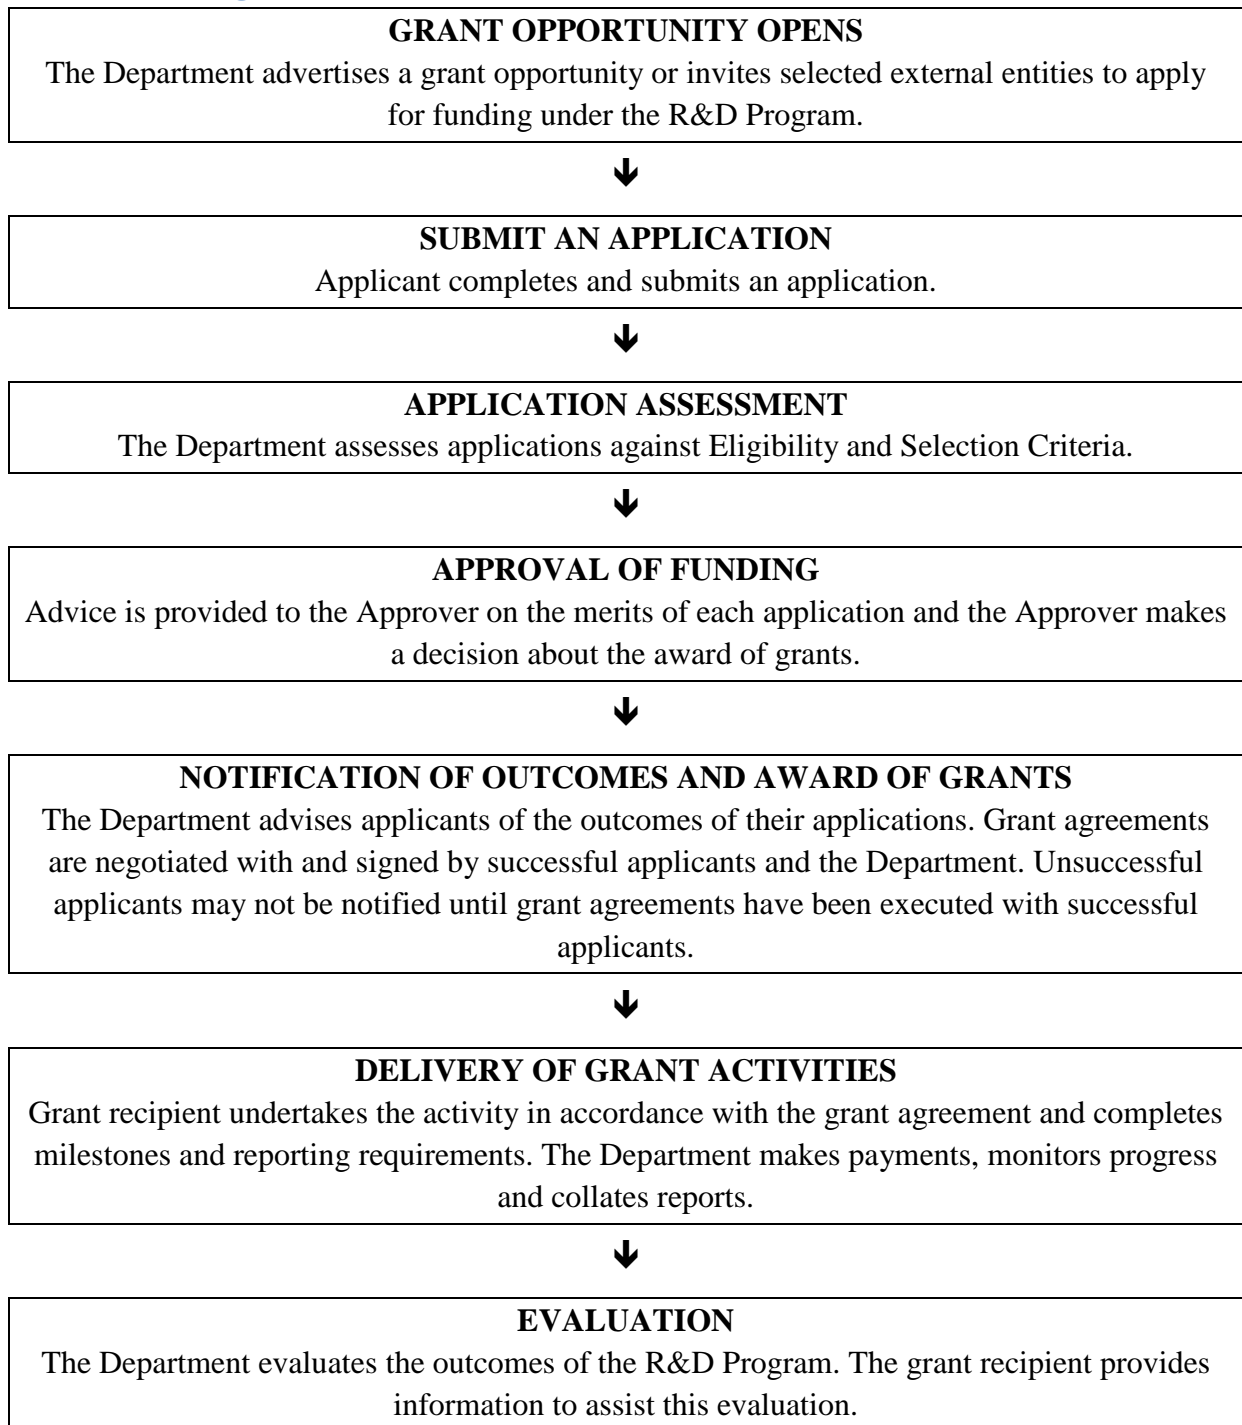 GRANT OPPORTUNITY OPENS
The Department advertises a grant opportunity or invites selected external entities to apply
for funding under the R&D Program.
SUBMIT AN APPLICATION
Applicant completes and submits an application.
APPLICATION ASSESSMENT
The Department assesses applications against Eligibility and Selection Criteria.
APPROVAL OF FUNDING
Advice is provided to the Approver on the merits of each application and the Approver makes
a decision about the award of grants.
NOTIFICATION OF OUTCOMES AND AWARD OF GRANTS
The Department advises applicants of the outcomes of their applications. Grant agreements
are negotiated with and signed by successful applicants and the Department. Unsuccessful
applicants may not be notified until grant agreements have been executed with successful
applicants.
DELIVERY OF GRANT ACTIVITIES
Grant recipient undertakes the activity in accordance with the grant agreement and completes
milestones and reporting requirements. The Department makes payments, monitors progress
and collates reports.
EVALUATION
The Department evaluates the outcomes of the R&D Program. The grant recipient provides
information to assist this evaluation.